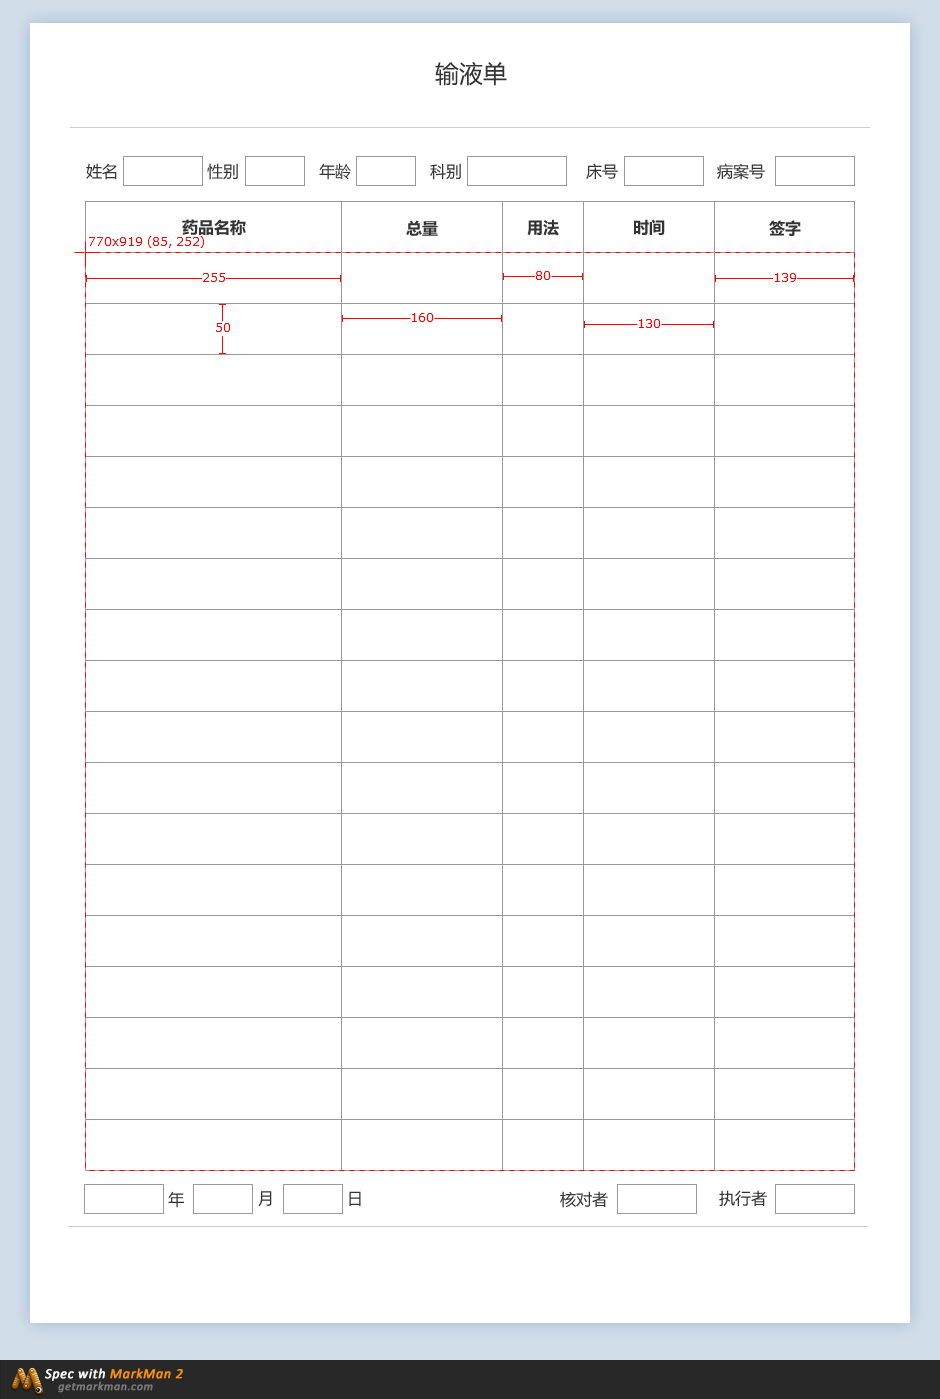 输液单
姓名 性别 年龄 科别 床号 病案号
药品名称 总量 用法 时间 签字
770x919 (85, 252)
255 80 139
50 160 130
年 月 日 核对者 执行者
Spec with MarkMan 2
getmarkman.com